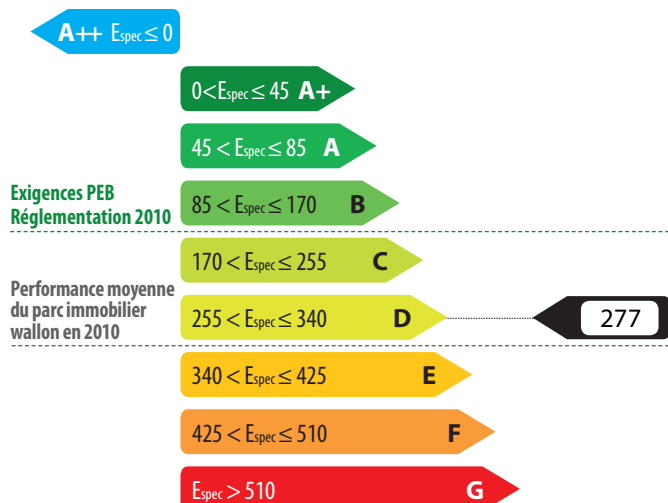 A++ Espec ≤ 0
0<Espec ≤ 45 A+
45 < Espec ≤ 85 A
Exigences PEB
Réglementation 2010
85 < Espec ≤ 170 B
170 < Espec ≤ 255 C
Performance moyenne
du parc immobilier
wallon en 2010
255 < Espec ≤ 340 D
277
340 < Espec ≤ 425 E
425 < Espec ≤ 510 F
Espec > 510 G